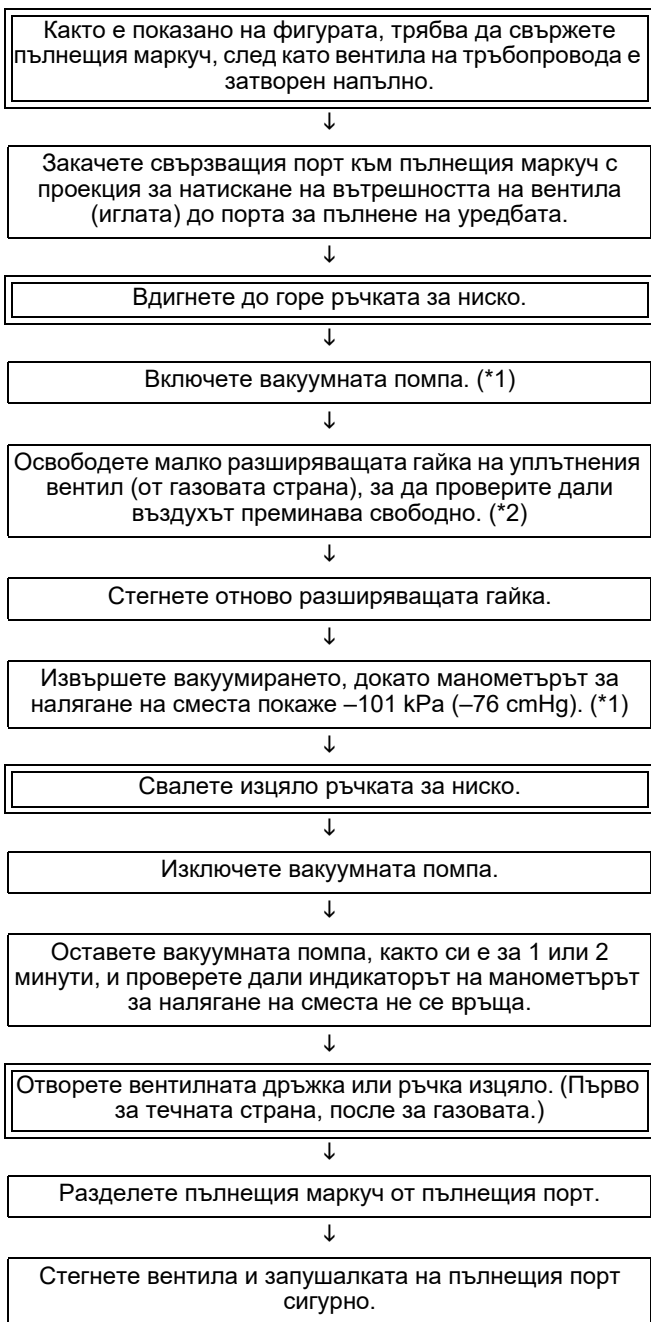 Както е показано на фигурата, трябва да свържете
пълнещия маркуч, след като вентила на тръбопровода е
затворен напълно.
↓
Закачете свързващия порт към пълнещия маркуч с
проекция за натискане на вътрешността на вентила
(иглата) до порта за пълнене на уредбата.
↓
Вдигнете до горе ръчката за ниско.
↓
Включете вакуумната помпа. (*1)
↓
Освободете малко разширяващата гайка на уплътнения
вентил (от газовата страна), за да проверите дали
въздухът преминава свободно. (*2)
↓
Стегнете отново разширяващата гайка.
↓
Извършете вакуумирането, докато манометърът за
налягане на сместа покаже –101 kPa (–76 cmHg). (*1)
↓
Свалете изцяло ръчката за ниско.
↓
Изключете вакуумната помпа.
↓
Оставете вакуумната помпа, както си е за 1 или 2
минути, и проверете дали индикаторът на манометърът
за налягане на сместа не се връща.
↓
Отворете вентилната дръжка или ръчка изцяло. (Първо
за течната страна, после за газовата.)
↓
Разделете пълнещия маркуч от пълнещия порт.
↓
Стегнете вентила и запушалката на пълнещия порт
сигурно.